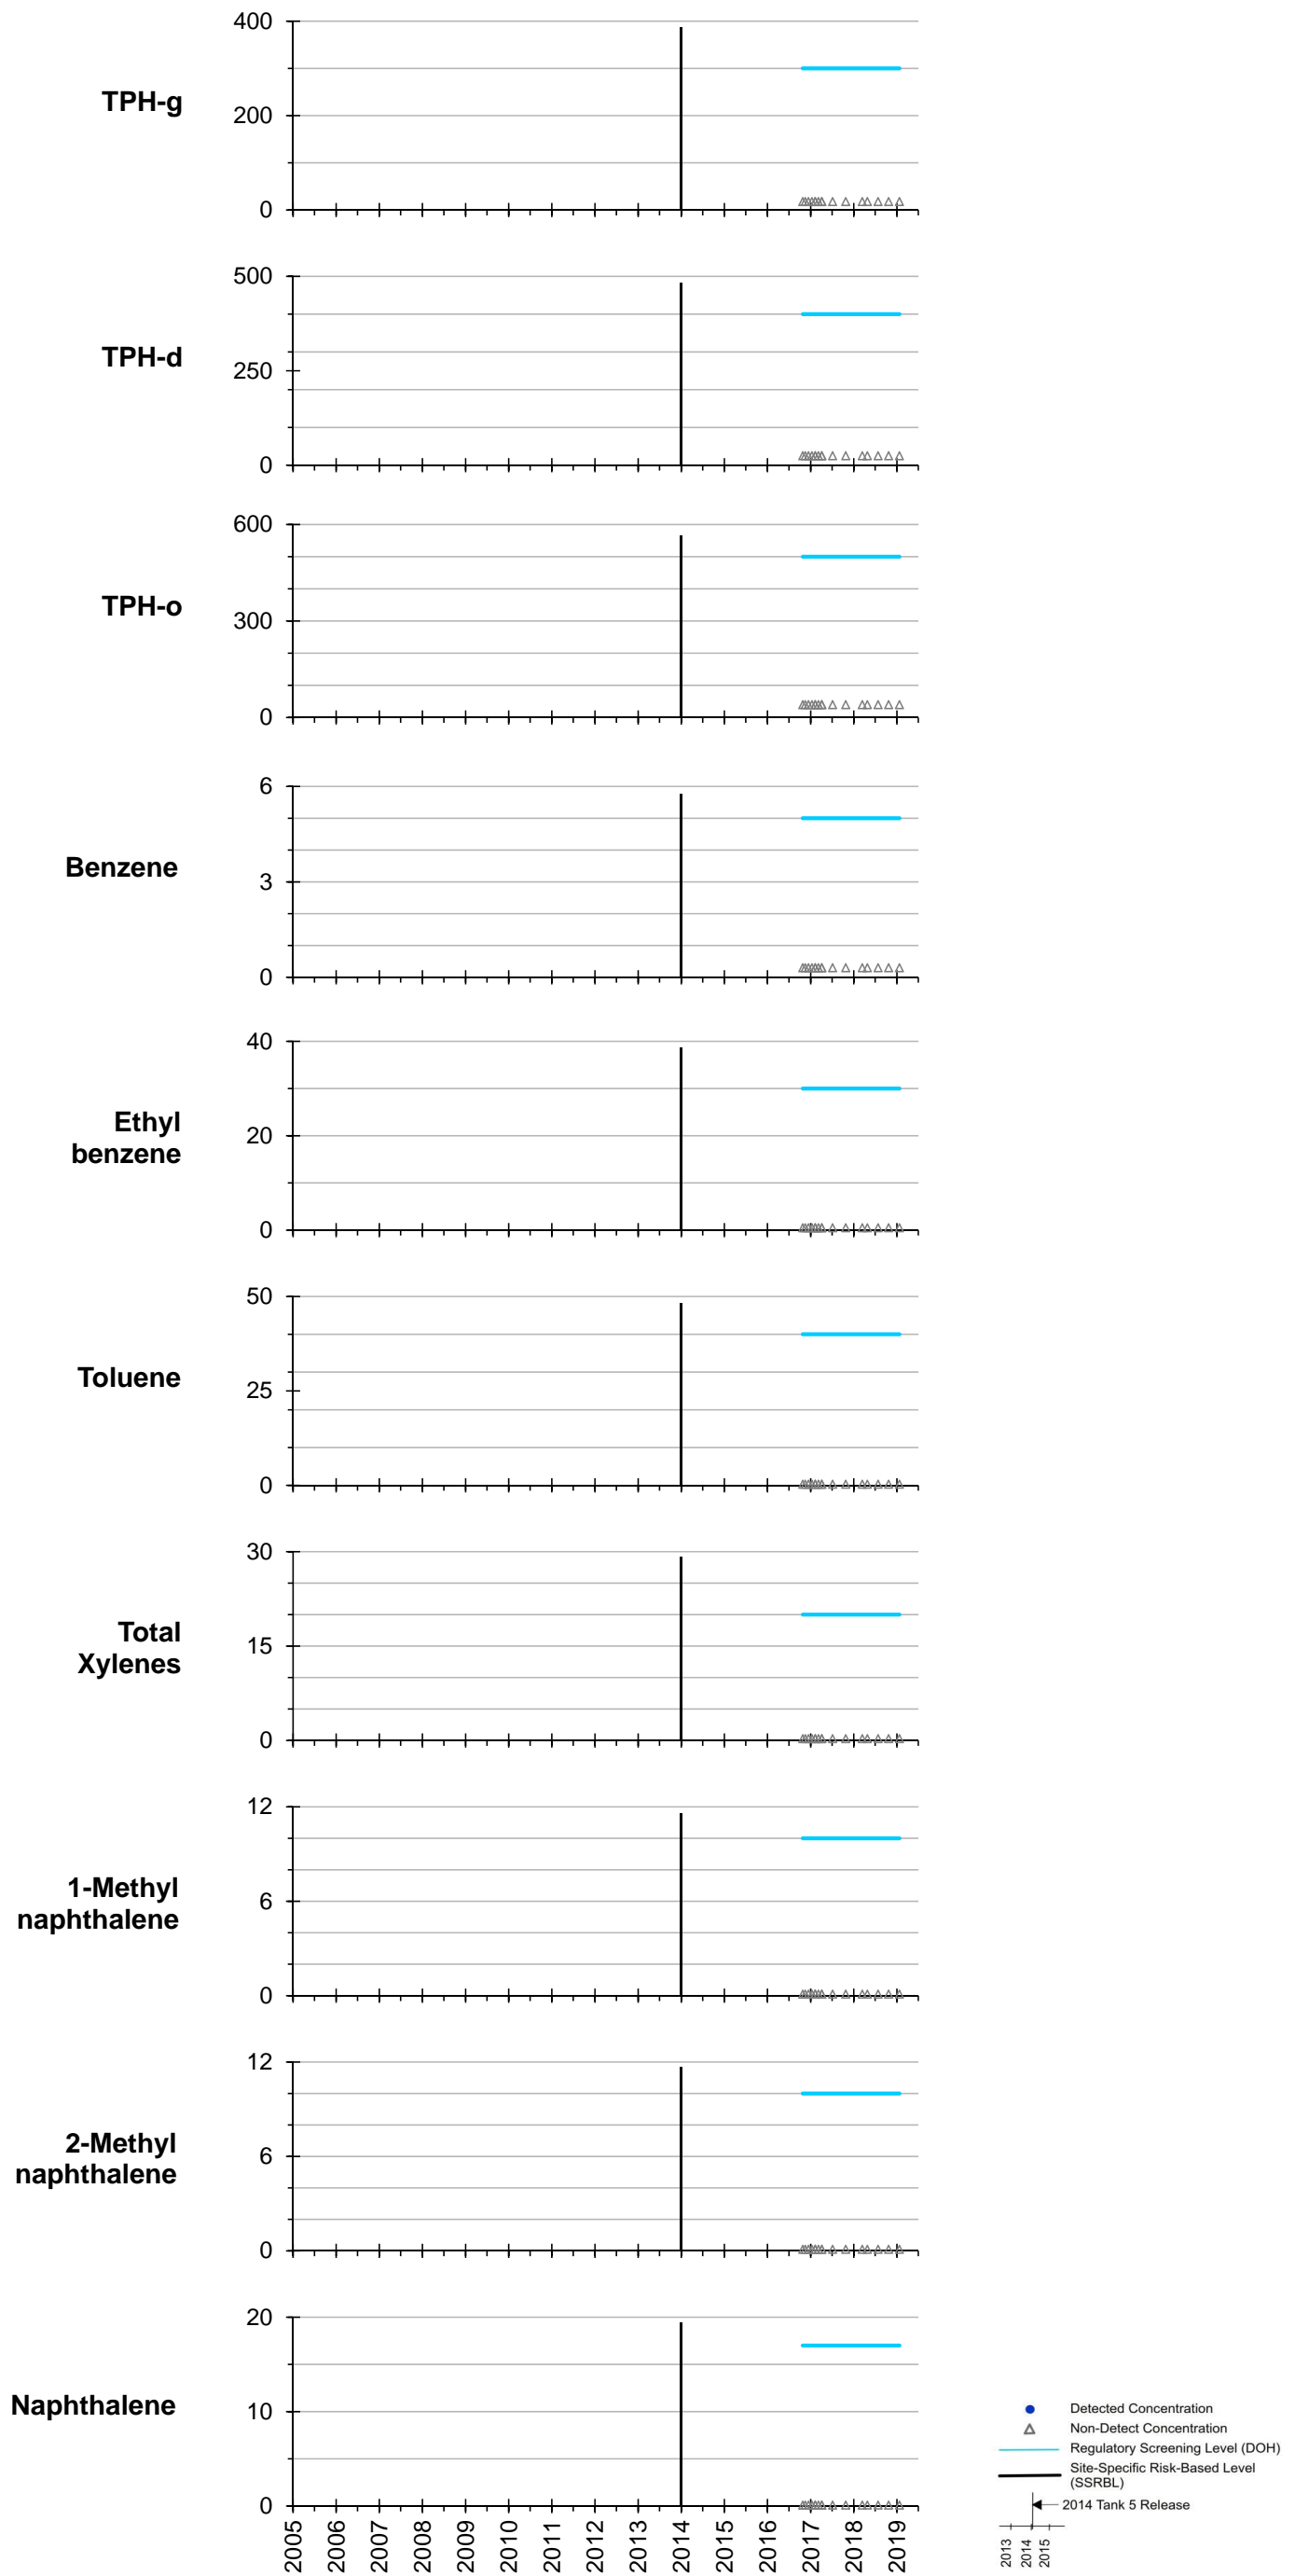 400
TPH-g
200
0
500
TPH-d
250
0
600
TPH-o
300
0
6
Benzene
3
0
40
Ethyl
benzene
20
0
50
Toluene
25
0
30
Total
Xylenes
15
0
12
1-Methyl
naphthalene
6
0
12
2-Methyl
naphthalene
6
0
20
Naphthalene
10
0
2005 2006 2007 2008 2009 2010 2011 2012 2013 2014 2015 2016 2017 2018 2019
Detected Concentration
Non-Detect Concentration
Regulatory Screening Level (DOH)
Site-Specific Risk-Based Level
(SSRBL)
2014 Tank 5 Release
2013 2014 2015